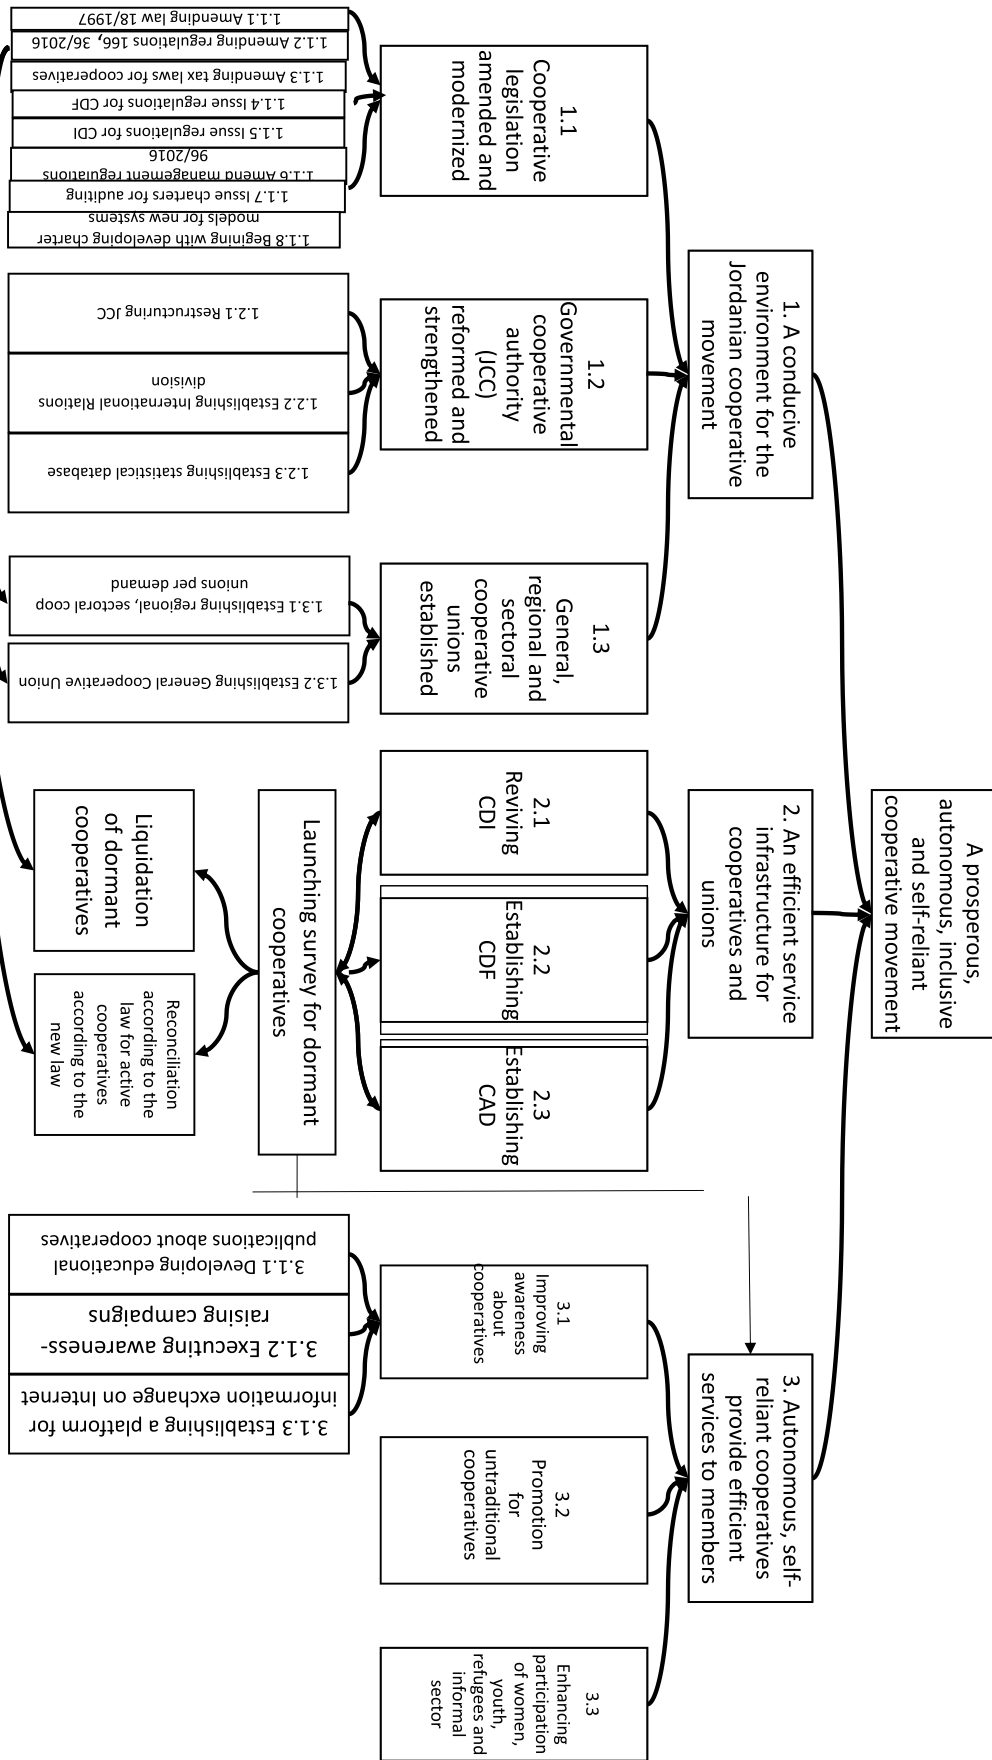 A prosperous,
autonomous, inclusive
and self-reliant
cooperative movement
1. A conducive
environment for the
Jordanian cooperative
movement
2. An efficient service
infrastructure for
cooperatives and
unions
3. Autonomous, self-
reliant cooperatives
provide efficient
services to members
1.1
Cooperative
legislation
amended and
modernized
1.2
Governmental
cooperative
authority
(JCC)
reformed and
strengthened
1.3
General,
regional and
sectoral
cooperative
unions
established
2.1
Reviving
CDI
2.2
Establishing
CDF
2.3
Establishing
CAD
3.1
Improving
awareness
about
cooperatives
3.2
Promotion
for
untraditional
cooperatives
3.3
Enhancing
participation
of women,
youth,
refugees and
informal
sector
1.1.1 Amending law 18/1997
1.1.2 Amending regulations 166, 36/2016
1.1.3 Amending tax laws for cooperatives
1.1.4 Issue regulations for CDF
1.1.5 Issue regulations for CDI
1.1.6 Amend management regulations
96/2016
1.1.7 Issue charters for auditing
1.1.8 Begining with developing charter
models for new systems
1.2.1 Restructuring JCC
1.2.2 Establishing International Rlations
division
1.2.3 Establishing statistical database
1.3.1 Establishing regional, sectoral coop
unions per demand
1.3.2 Establishing General Cooperative Union
Launching survey for dormant
cooperatives
Liquidation
of dormant
cooperatives
Reconciliation
according to the
law for active
cooperatives
according to the
new law
3.1.1 Developing educational
publications about cooperatives
3.1.2 Executing awareness-
raising campaigns
3.1.3 Establishing a platform for
information exchange on Internet